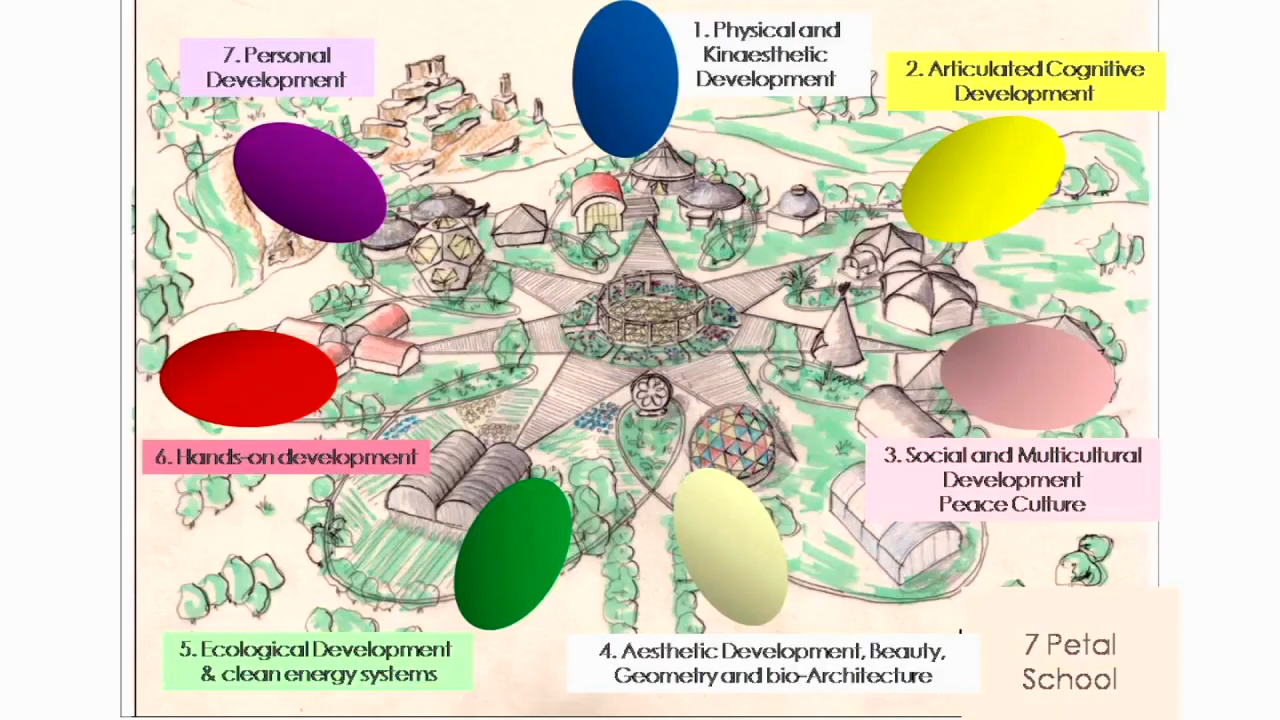 1. Physical and
Kinaesthetic
Development
2. Articulated Cognitive
Development
3. Social and Multicultural
Development
Peace Culture
4. Aesthetic Development, Beauty,
Geometry and bio-Architecture
5. Ecological Development
& clean energy systems
6. Hands-on development
7. Personal
Development
7 Petal
School